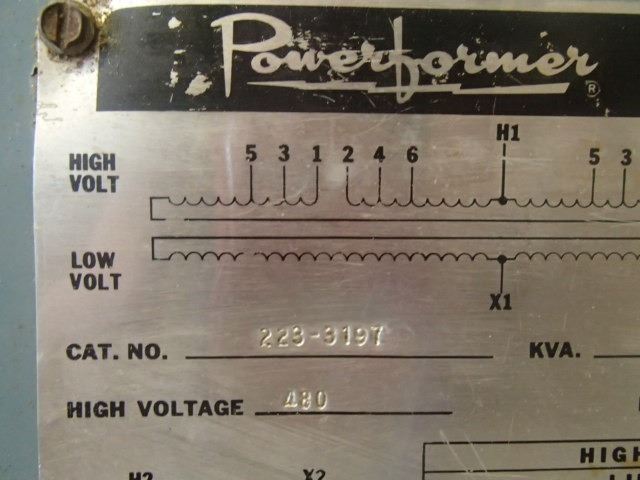 Powerformer ®
H1
5 3 1 2 4 6 5 3
HIGH VOLT
LOW VOLT
X1
CAT. NO. 223-3197 KVA.
HIGH VOLTAGE 480
HIGH
H2 X2